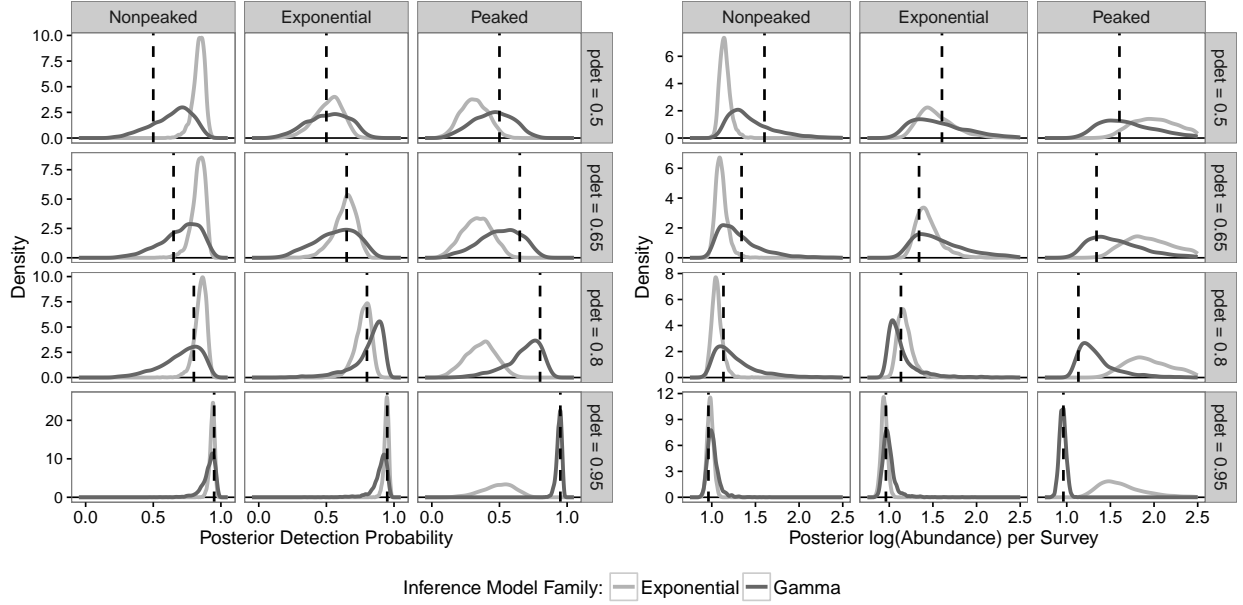 Nonpeaked Exponential Peaked
10.0
7.5
5.0
2.5
0.0
pdet = 0.5
7.5
5.0
2.5
0.0
pdet = 0.65
10.0
7.5
5.0
2.5
0.0
pdet = 0.8
20
10
0
pdet = 0.95
Density
0.0 0.5 1.0 0.0 0.5 1.0 0.0 0.5 1.0
Posterior Detection Probability
Nonpeaked Exponential Peaked
6
4
2
0
pdet = 0.5
6
4
2
0
pdet = 0.65
8
6
4
2
0
pdet = 0.8
12
9
6
3
0
pdet = 0.95
Density
1.0 1.5 2.0 2.5 1.0 1.5 2.0 2.5 1.0 1.5 2.0 2.5
Posterior log(Abundance) per Survey
Inference Model Family: Exponential Gamma